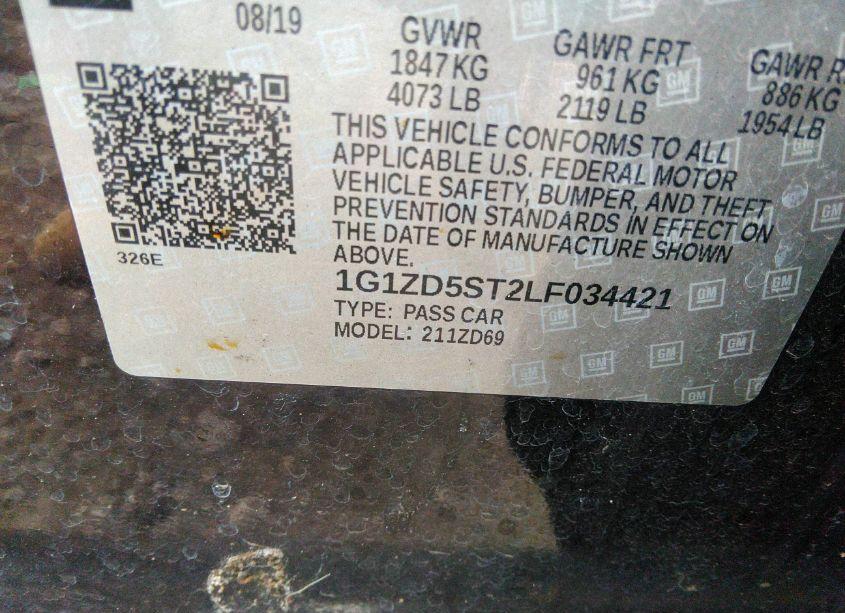 08/19
GVWR
1847 KG
4073 LB
GAWR FRT
961 KG
2119 LB
GAWR R
886 KG
1954 LB
THIS VEHICLE CONFORMS TO ALL
APPLICABLE U.S. FEDERAL MOTOR
VEHICLE SAFETY, BUMPER, AND THEFT
PREVENTION STANDARDS IN EFFECT ON
THE DATE OF MANUFACTURE SHOWN
ABOVE.
326E
1G1ZD5ST2LF034421
TYPE: PASS CAR
MODEL: 211ZD69